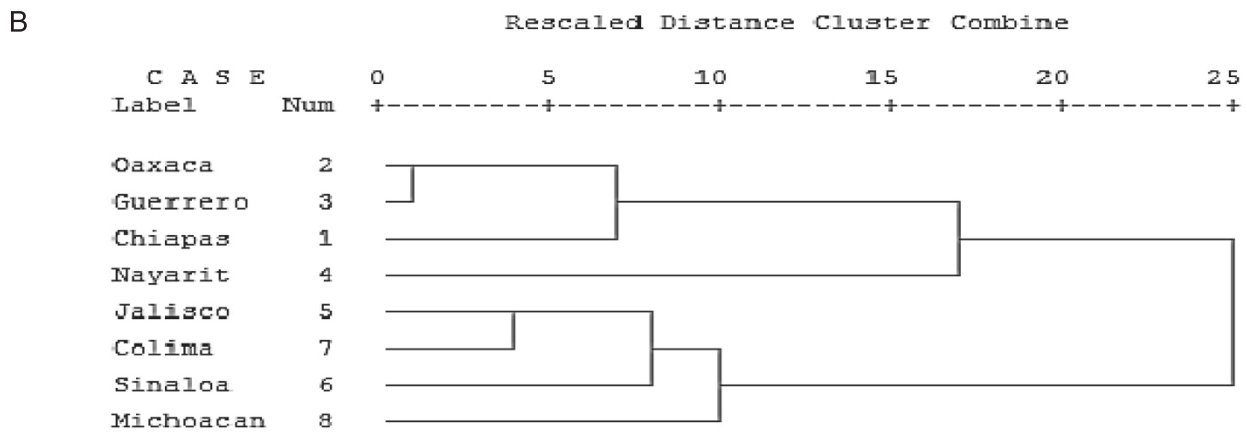 B
Rescaled Distance Cluster Combine
C A S E 0 5 10 15 20 25
Label Num +---------+---------+---------+---------+---------+
Oaxaca 2
Guerrero 3
Chiapas 1
Nayarit 4
Jalisco 5
Colima 7
Sinaloa 6
Michoacan 8